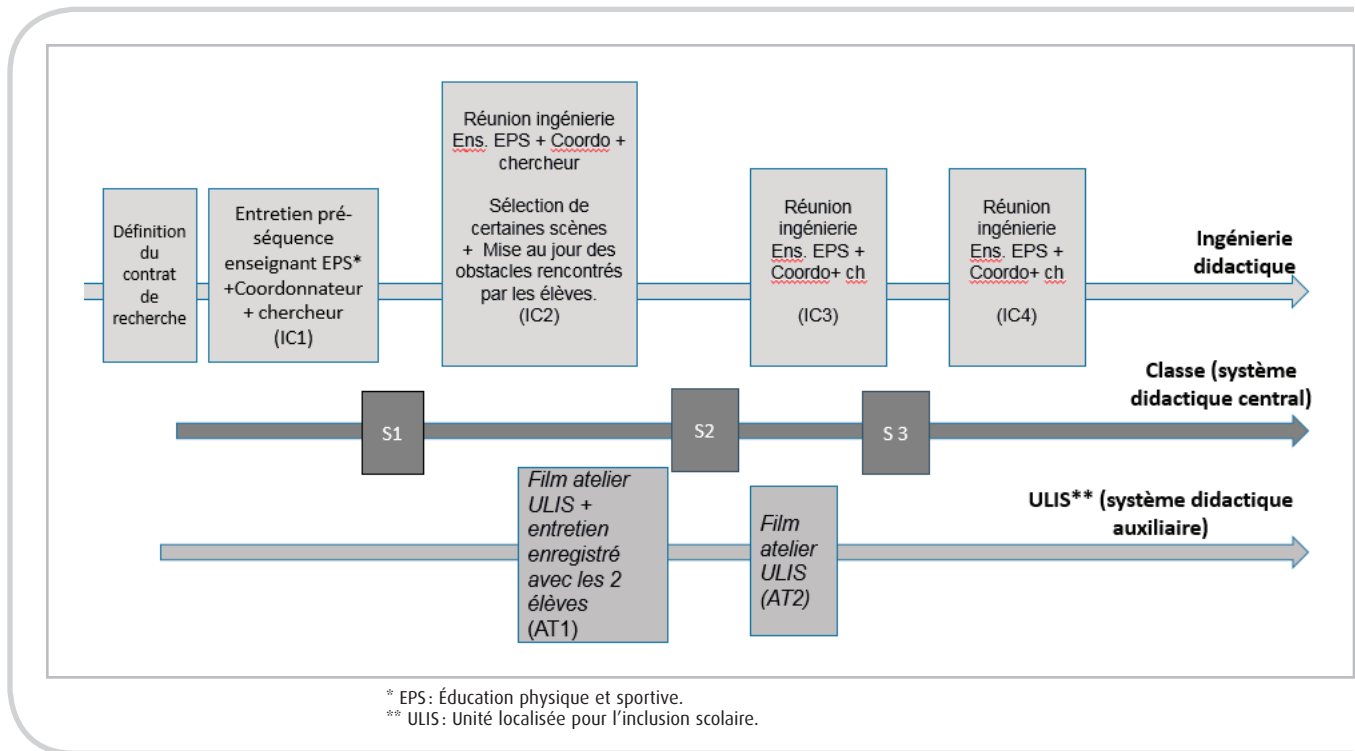 Définition
du
contrat
de
recherche
Entretien pré-
séquence
enseignant EPS*
+Coordonnateur
+ chercheur
(IC1)
Réunion ingénierie
Ens. EPS + Coordo +
chercheur
Sélection de
certaines scènes
+ Mise au jour des
obstacles rencontrés
par les élèves.
(IC2)
Réunion
ingénierie
Ens. EPS +
Coordo+ ch
(IC3)
Réunion
ingénierie
Ens. EPS +
Coordo+ ch
(IC4)
Ingénierie
didactique
S1
S2
S 3
Classe (système
didactique central)
Film atelier
ULIS +
entretien
enregistré
avec les 2
élèves
(AT1)
Film
atelier
ULIS
(AT2)
ULIS** (système didactique
auxiliaire)
* EPS : Éducation physique et sportive.
** ULIS : Unité localisée pour l'inclusion scolaire.